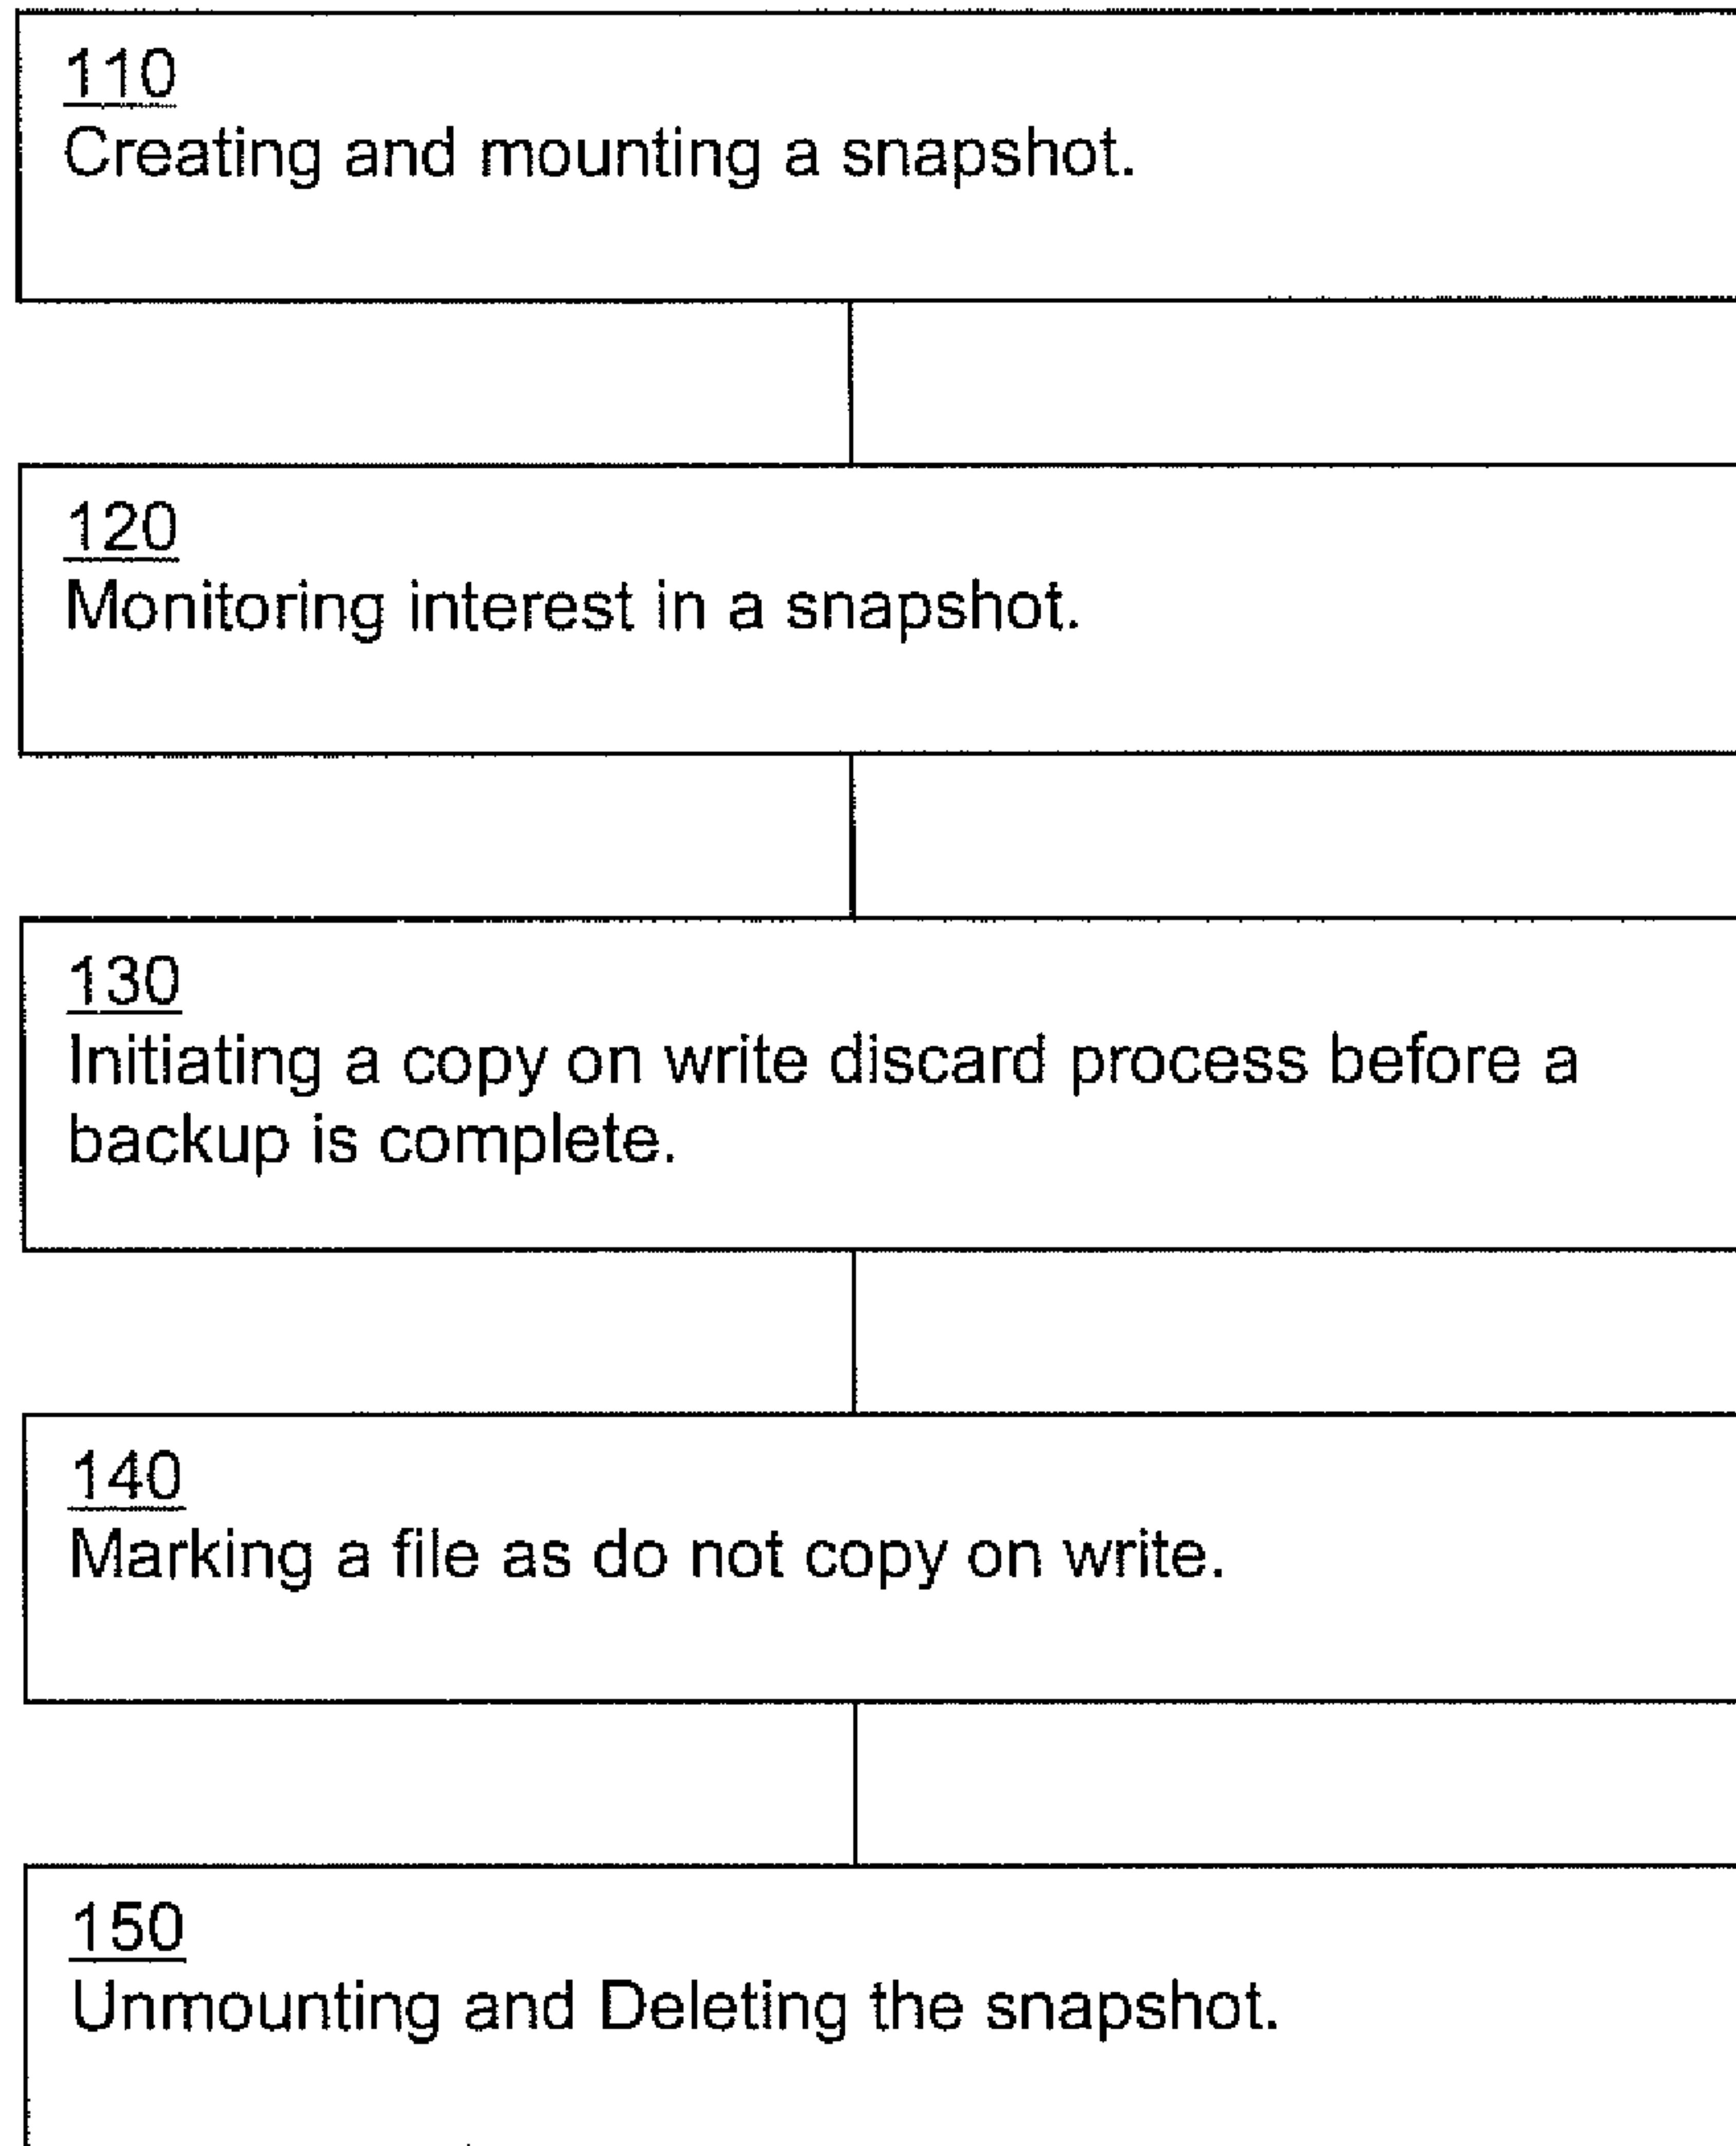 110
Creating and mounting a snapshot.
120
Monitoring interest in a snapshot.
130
Initiating a copy on write discard process before a
backup is complete.
140
Marking a file as do not copy on write.
150
Unmounting and Deleting the snapshot.